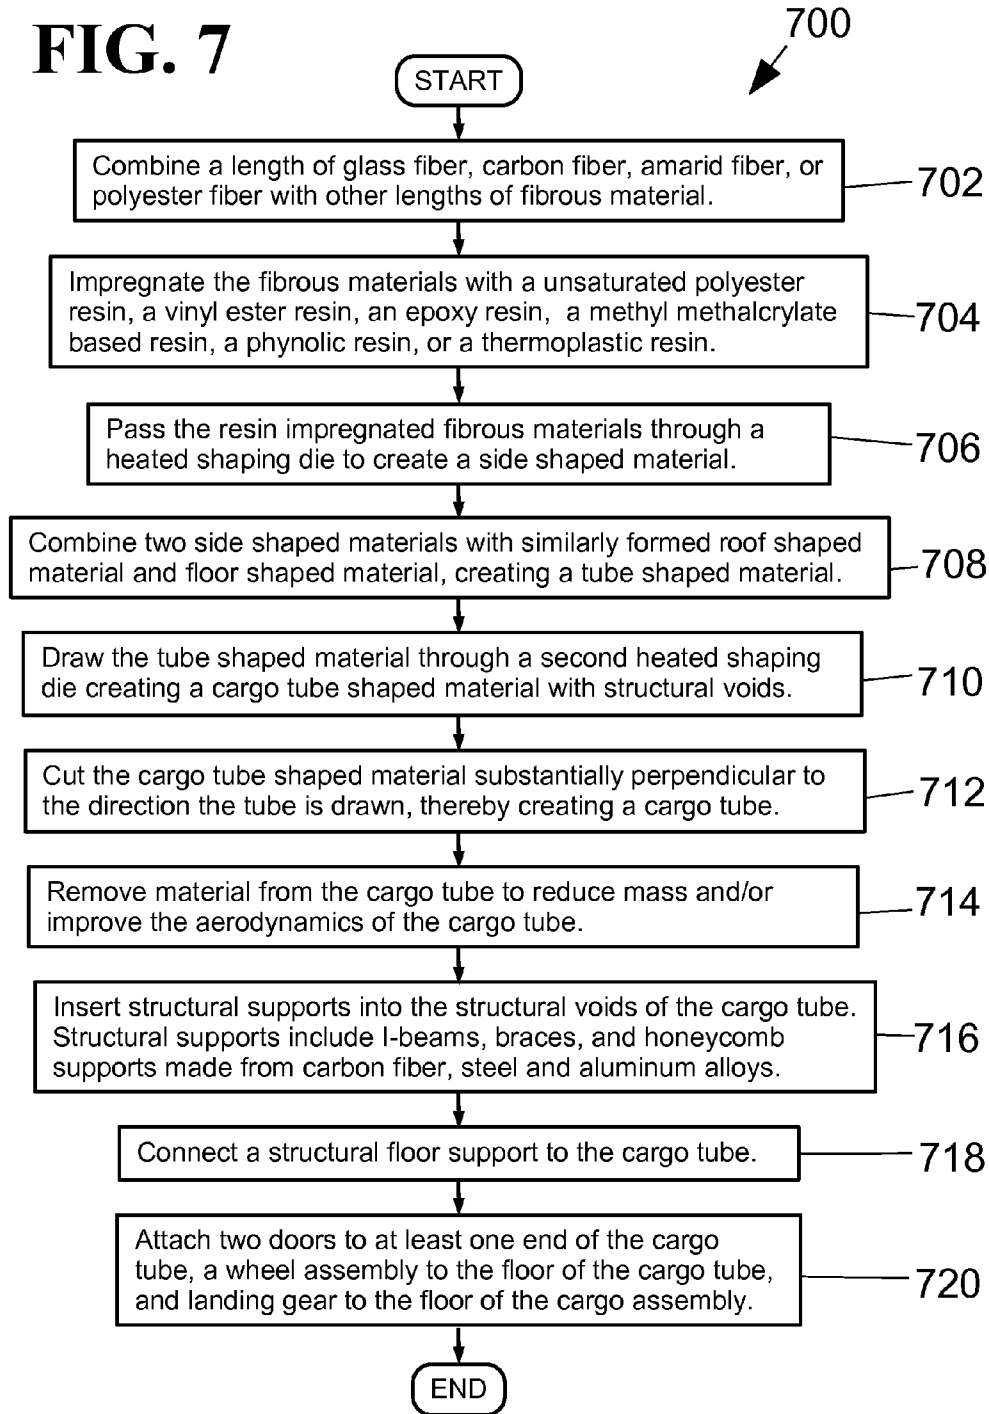 FIG. 7
700
START
Combine a length of glass fiber, carbon fiber, amarid fiber, or
polyester fiber with other lengths of fibrous material.
702
Impregnate the fibrous materials with a unsaturated polyester
resin, a vinyl ester resin, an epoxy resin, a methyl methalcrylate
based resin, a phynolic resin, or a thermoplastic resin.
704
Pass the resin impregnated fibrous materials through a
heated shaping die to create a side shaped material.
706
Combine two side shaped materials with similarly formed roof shaped
material and floor shaped material, creating a tube shaped material.
708
Draw the tube shaped material through a second heated shaping
die creating a cargo tube shaped material with structural voids.
710
Cut the cargo tube shaped material substantially perpendicular to
the direction the tube is drawn, thereby creating a cargo tube.
712
Remove material from the cargo tube to reduce mass and/or
improve the aerodynamics of the cargo tube.
714
Insert structural supports into the structural voids of the cargo tube.
Structural supports include I-beams, braces, and honeycomb
supports made from carbon fiber, steel and aluminum alloys.
716
Connect a structural floor support to the cargo tube.
718
Attach two doors to at least one end of the cargo
tube, a wheel assembly to the floor of the cargo tube,
and landing gear to the floor of the cargo assembly.
720
END